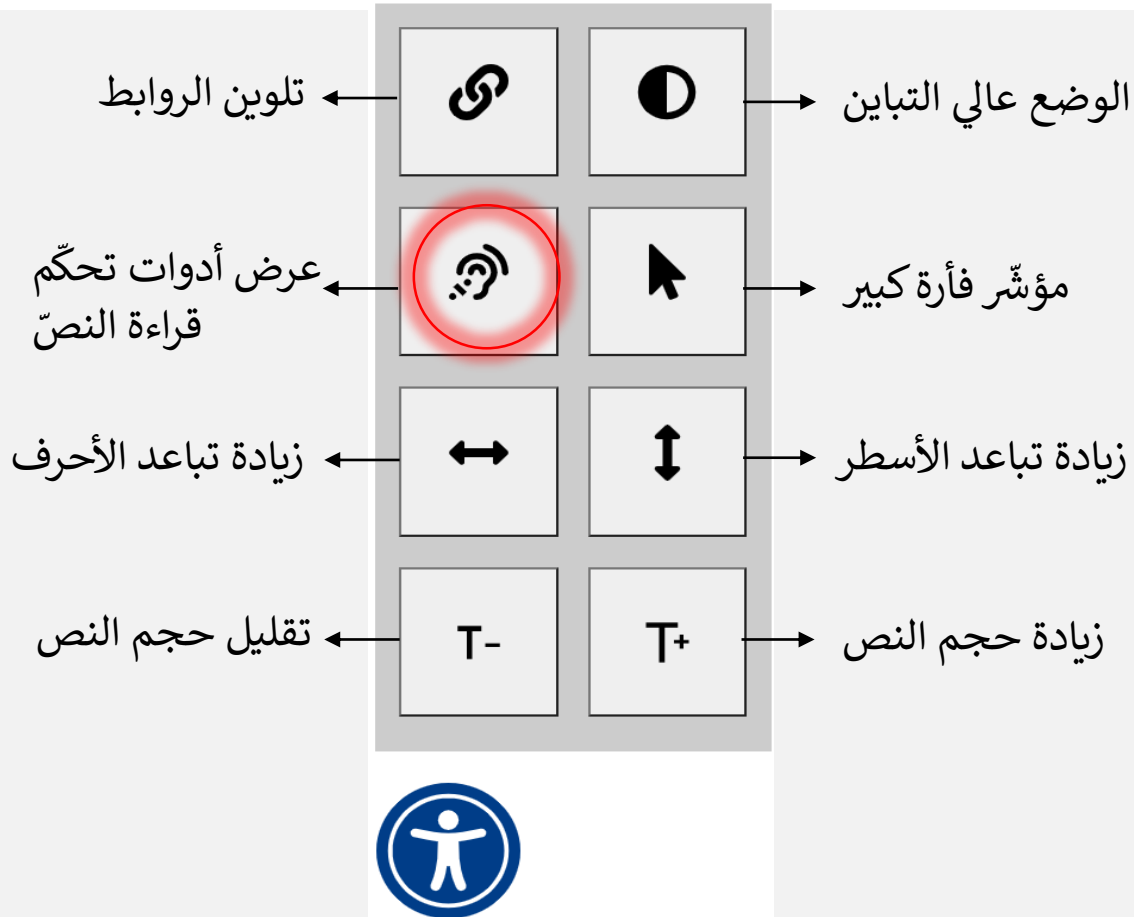 الوضع عالي التباين
تلوين الروابط
مؤشّر فأرة كبير
عرض أدوات تحكّم
قراءة النصّ
زيادة تباعد الأسطر
زيادة تباعد الأحرف
زيادة حجم النص
T+
T-
تقليل حجم النص